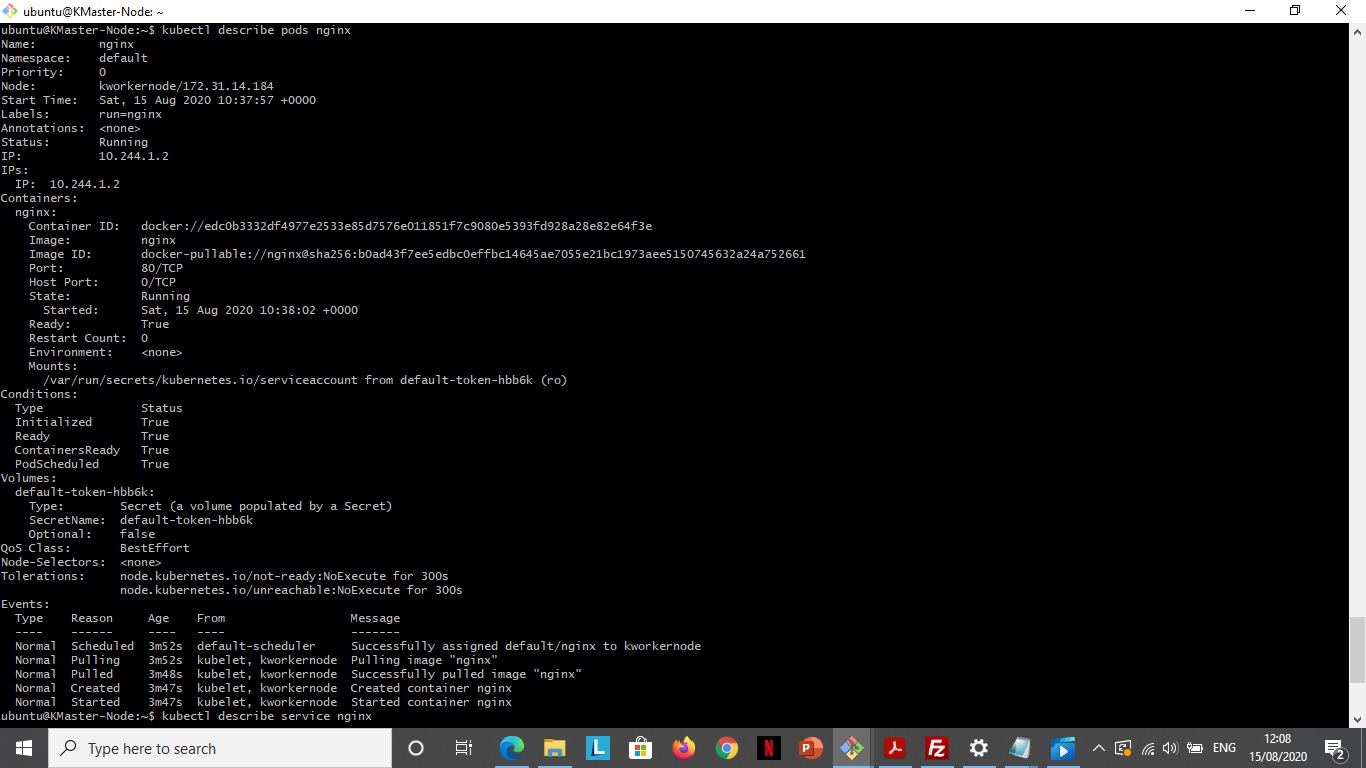 ubuntu@KMaster-Node: ~
ubuntu@KMaster-Node:~$ kubectl describe pods nginx
Name:         nginx
Namespace:    default
Priority:     0
Node:         kworkernode/172.31.14.184
Start Time:   Sat, 15 Aug 2020 10:37:57 +0000
Labels:       run=nginx
Annotations:  <none>
Status:       Running
IP:           10.244.1.2
IPs:
  IP:  10.244.1.2
Containers:
  nginx:
    Container ID:   docker://edc0b3332df4977e2533e85d7576e011851f7c9080e5393fd928a28e82e64f3e
    Image:          nginx
    Image ID:       docker-pullable://nginx@sha256:b0ad43f7ee5edbc0effbc14645ae7055e21bc1973aee5150745632a24a752661
    Port:           80/TCP
    Host Port:      0/TCP
    State:          Running
      Started:      Sat, 15 Aug 2020 10:38:02 +0000
    Ready:          True
    Restart Count:  0
    Environment:    <none>
    Mounts:
      /var/run/secrets/kubernetes.io/serviceaccount from default-token-hbb6k (ro)
Conditions:
  Type              Status
  Initialized       True
  Ready             True
  ContainersReady   True
  PodScheduled      True
Volumes:
  default-token-hbb6k:
    Type:        Secret (a volume populated by a Secret)
    SecretName:  default-token-hbb6k
    Optional:    false
QoS Class:       BestEffort
Node-Selectors:  <none>
Tolerations:     node.kubernetes.io/not-ready:NoExecute for 300s
                 node.kubernetes.io/unreachable:NoExecute for 300s
Events:
  Type    Reason     Age    From                  Message
  ----    ------     ----   ----                  -------
  Normal  Scheduled  3m52s  default-scheduler     Successfully assigned default/nginx to kworkernode
  Normal  Pulling    3m52s  kubelet, kworkernode  Pulling image "nginx"
  Normal  Pulled     3m48s  kubelet, kworkernode  Successfully pulled image "nginx"
  Normal  Created    3m47s  kubelet, kworkernode  Created container nginx
  Normal  Started    3m47s  kubelet, kworkernode  Started container nginx
ubuntu@KMaster-Node:~$ kubectl describe service nginx
Type here to search
ENG
12:08
15/08/2020
2